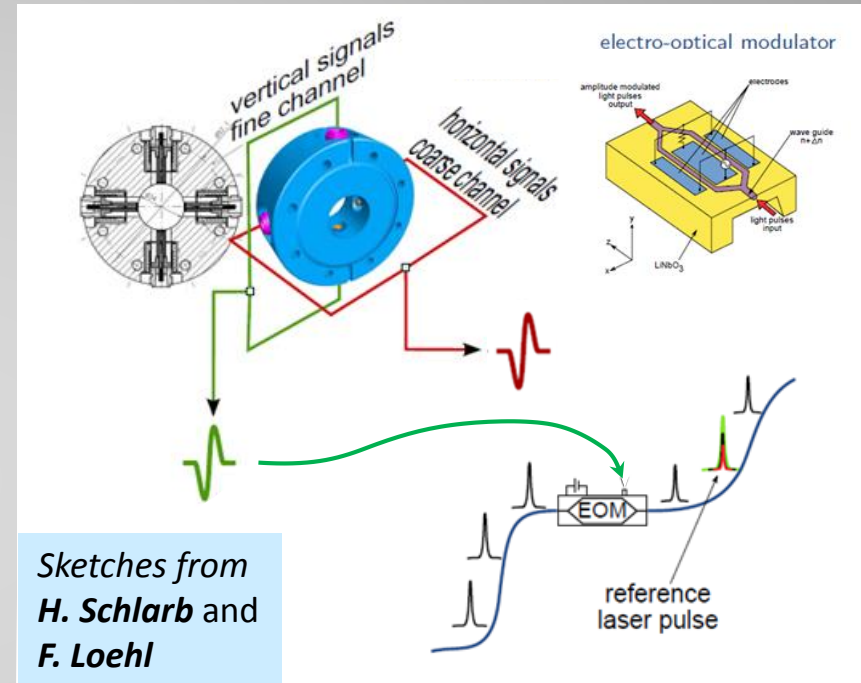 vertical signals
fine channel
horizontal signals
coarse channel
electro-optical modulator
amplitude modulated
light pulses
output
electrodes
wave guide
n+Δn
light pulses
input
LiNbO3
y
z
x
EOM
reference
laser pulse
Sketches from
H. Schlarb and
F. Loehl